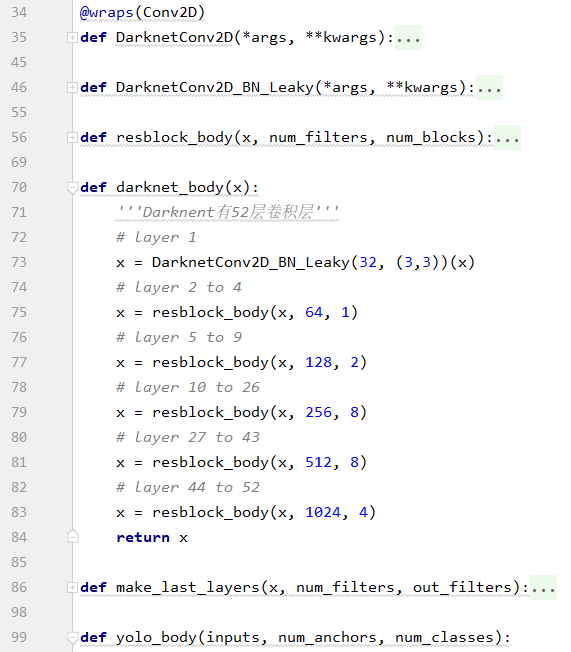 34 @wraps(Conv2D)
35 def DarknetConv2D(*args, **kwargs):...
45
46 def DarknetConv2D_BN_Leaky(*args, **kwargs):...
55
56 def resblock_body(x, num_filters, num_blocks):...
69
70 def darknet_body(x):
71 '''Darknent有52层卷积层'''
72 # layer 1
73 x = DarknetConv2D_BN_Leaky(32, (3,3))(x)
74 # layer 2 to 4
75 x = resblock_body(x, 64, 1)
76 # layer 5 to 9
77 x = resblock_body(x, 128, 2)
78 # layer 10 to 26
79 x = resblock_body(x, 256, 8)
80 # layer 27 to 43
81 x = resblock_body(x, 512, 8)
82 # layer 44 to 52
83 x = resblock_body(x, 1024, 4)
84 return x
85
86 def make_last_layers(x, num_filters, out_filters):...
98
99 def yolo_body(inputs, num_anchors, num_classes):